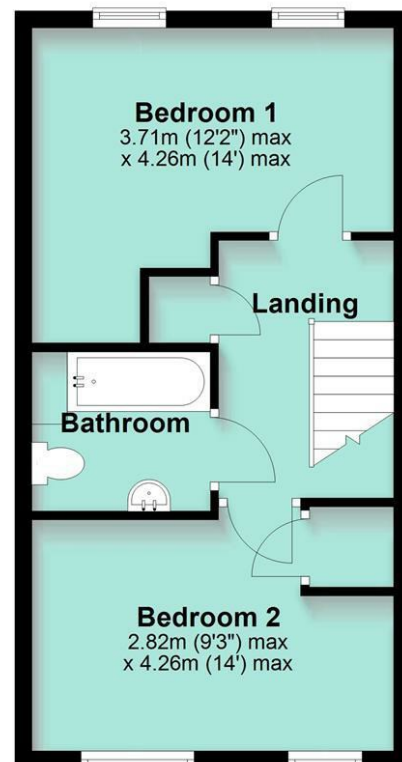 Bedroom 1
3.71m (12'2") max
x 4.26m (14') max
Landing
Bathroom
Bedroom 2
2.82m (9'3") max
x 4.26m (14') max